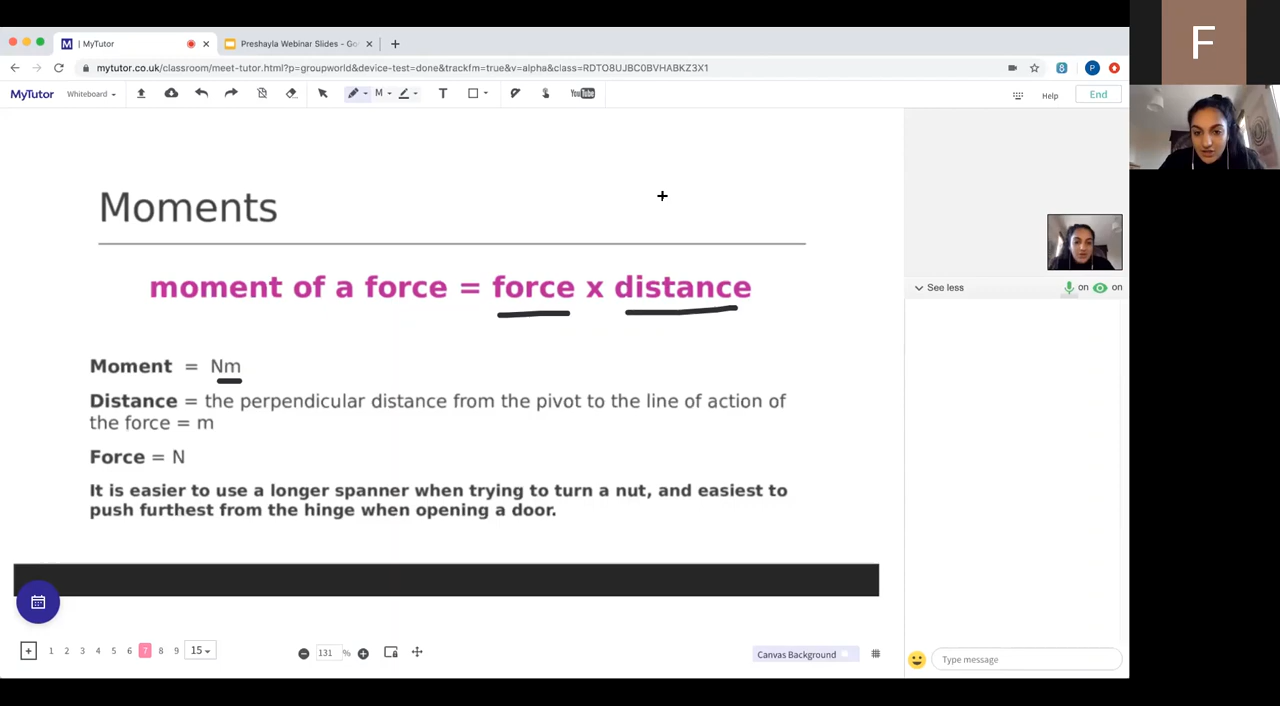 M | MyTutor
Preshayla Webinar Slides - Go
mytutor.co.uk/classroom/meet-tutor.html?p=groupworld&device-test=done&trackfm=true&v=alpha&class=RDTO8UJBC0BVHABKZ3X1
8
P
F
MyTutor Whiteboard
M
T
YouTube
Help
End
Moments
moment of a force = force x distance
Moment = Nm
Distance = the perpendicular distance from the pivot to the line of action of
the force = m
Force = N
It is easier to use a longer spanner when trying to turn a nut, and easiest to
push furthest from the hinge when opening a door.
See less
on
on
1 2 3 4 5 6 7 8 9 15
131 %
Canvas Background
Type message